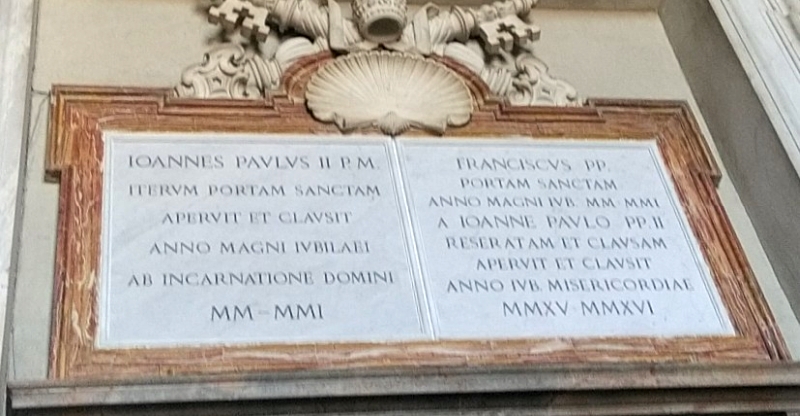 IOANNES PAVLVS II P. M.
ITERVM PORTAM SANCTAM
APERVIT ET CLAVSIT
ANNO MAGNI IVBILAEI
AB INCARNATIONE DOMINI
MM–MMI
FRANCISCVS PP.
PORTAM SANCTAM
ANNO MAGNI IVB. MM-MMI
A IOANNE PAVLO PP. II
RESERATAM ET CLAVSAM
APERVIT ET CLAVSIT
ANNO IVB. MISERICORDIAE
MMXV-MMXVI